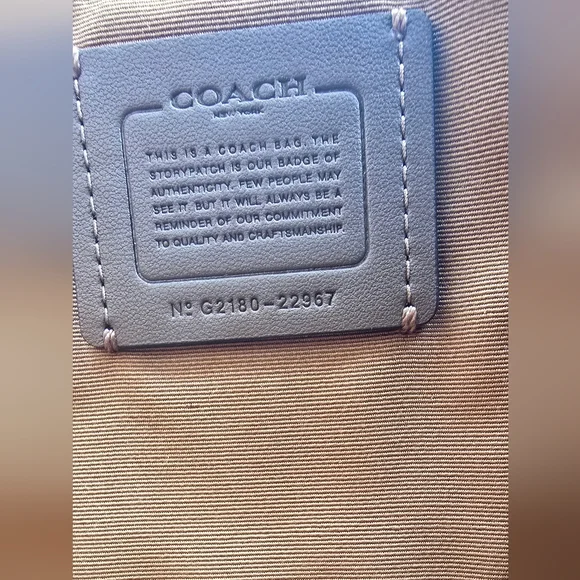 COACH
NEW YORK
THIS IS A COACH BAG. THE
STORYPATCH IS OUR BADGE OF
AUTHENTICITY. FEW PEOPLE MAY
SEE IT BUT IT WILL ALWAYS BE A
REMINDER OF OUR COMMITMENT
TO QUALITY AND CRAFTSMANSHIP.
Nº G2180-22967